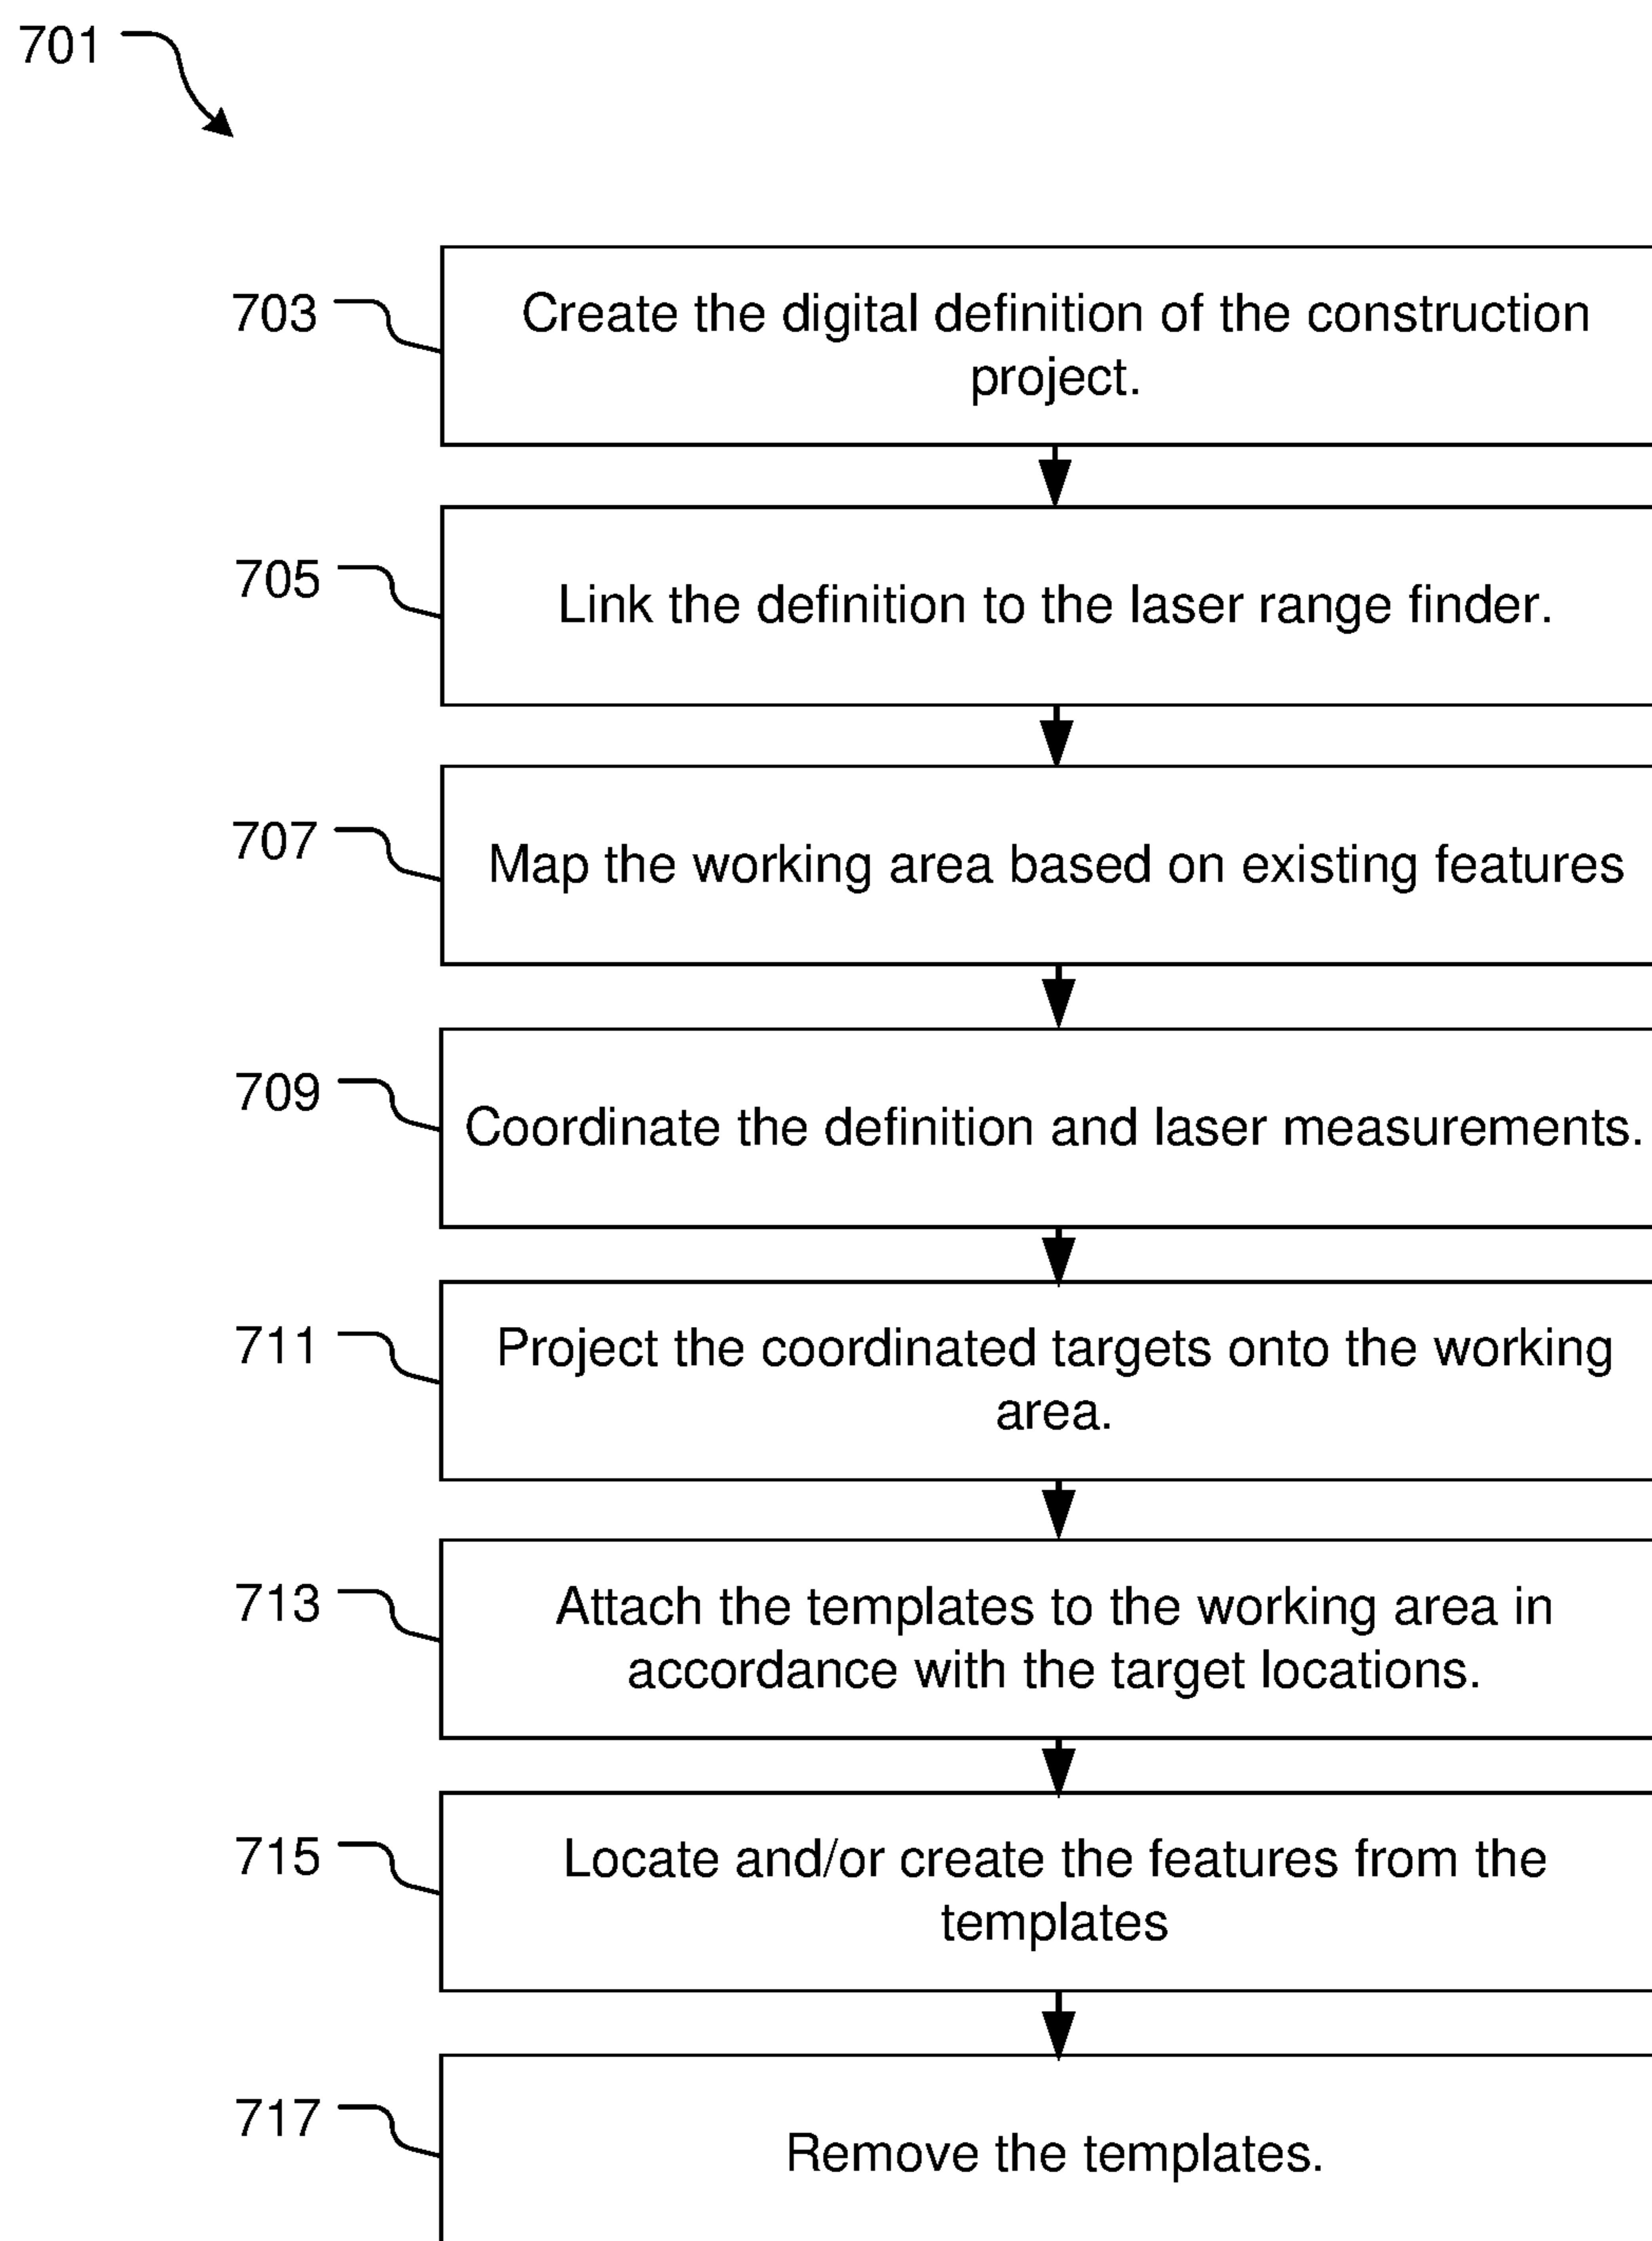 701
703
Create the digital definition of the construction
project.
705
Link the definition to the laser range finder.
707
Map the working area based on existing features
709
Coordinate the definition and laser measurements.
711
Project the coordinated targets onto the working
area.
713
Attach the templates to the working area in
accordance with the target locations.
715
Locate and/or create the features from the
templates
717
Remove the templates.